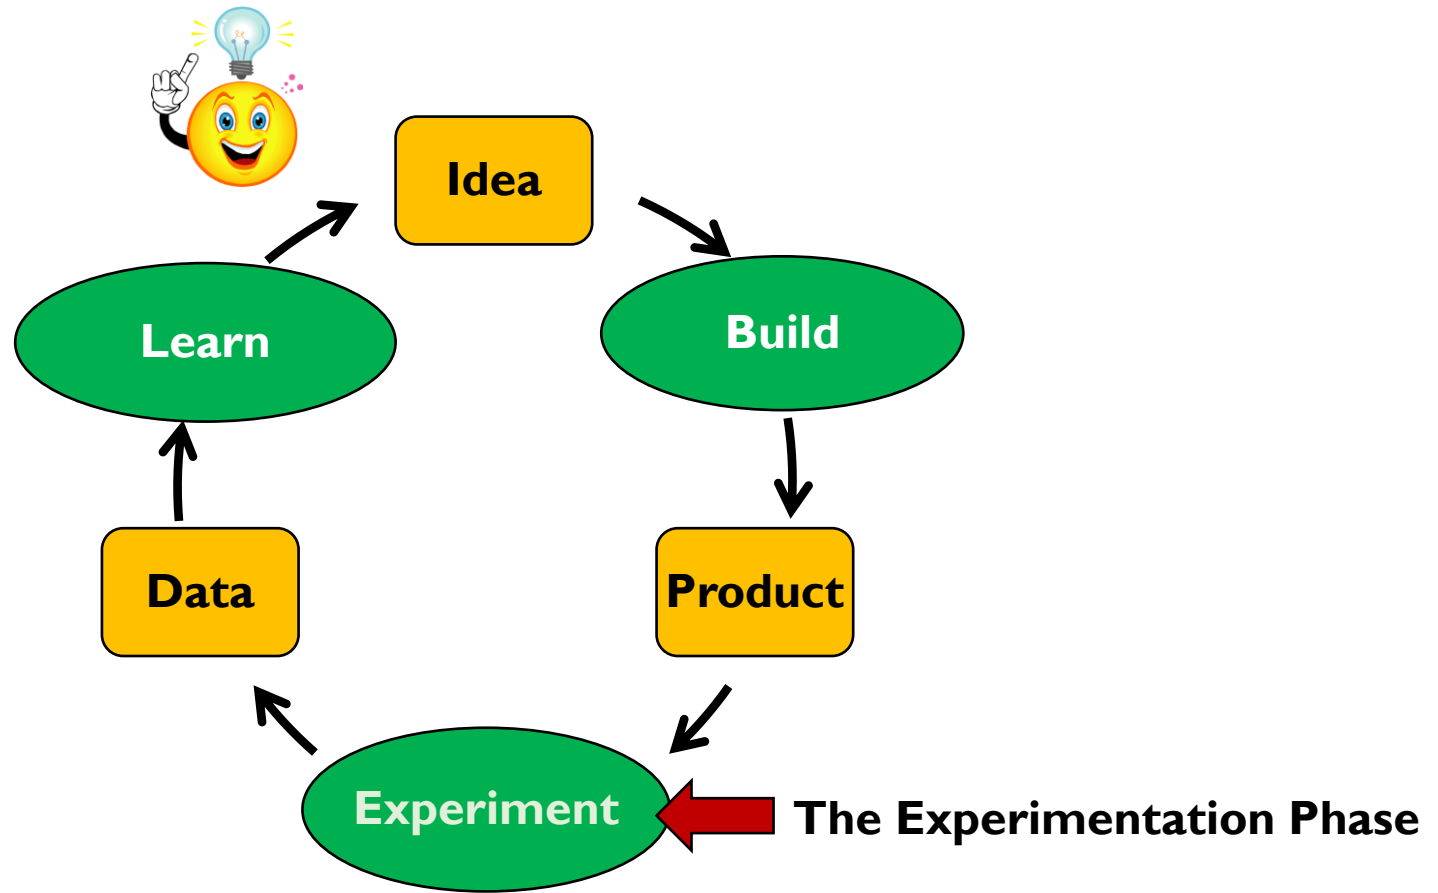 Idea
Learn
Build
Data
Product
Experiment
The Experimentation Phase